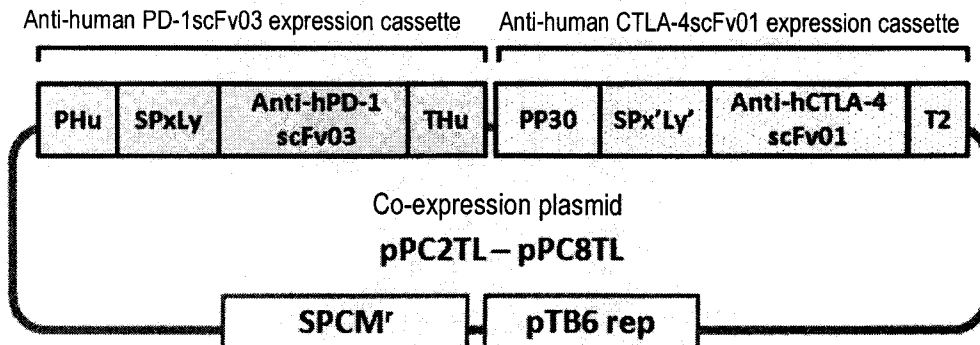 Anti-human PD-1scFv03 expression cassette
Anti-human CTLA-4scFv01 expression cassette
PHu
SPxLy
Anti-hPD-1
scFv03
THu
PP30
SPx'Ly'
Anti-hCTLA-4
scFv01
T2
Co-expression plasmid
pPC2TL – pPC8TL
SPCMʳ
pTB6 rep